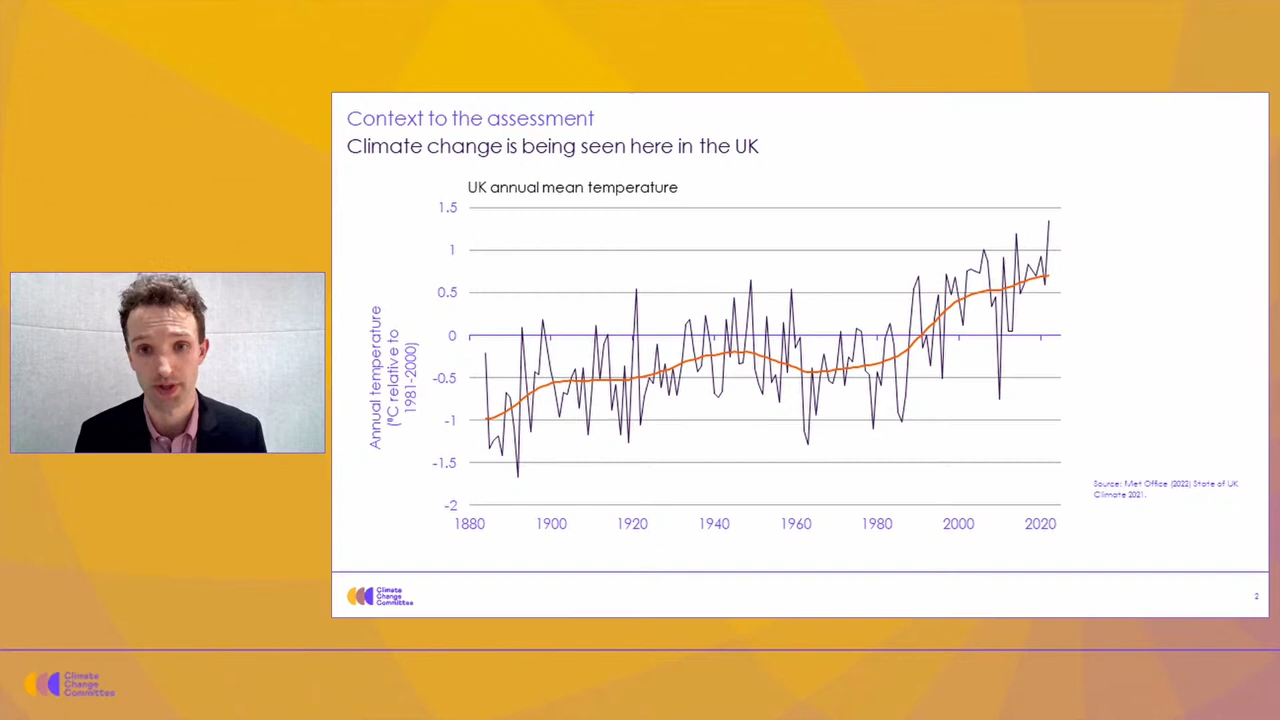 Context to the assessment
Climate change is being seen here in the UK
UK annual mean temperature
1.5
1
0.5
0
-0.5
-1
-1.5
-2
Annual temperature
(°C relative to
1981-2000)
1880
1900
1920
1940
1960
1980
2000
2020
Source: Met Office (2022) State of UK
Climate 2021.
Climate
Change
Committee
2
Climate
Change
Committee